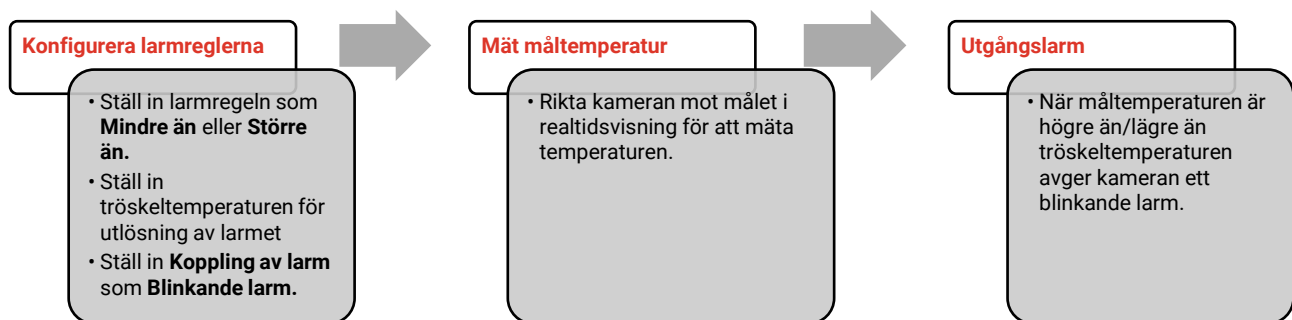 Konfigurera larmreglerna
• Ställ in larmregeln som
Mindre än eller Större
än.
• Ställ in
tröskeltemperaturen för
utlösning av larmet
• Ställ in Koppling av larm
som Blinkande larm.
Mät måltemperatur
• Rikta kameran mot målet i
realtidsvisning för att mäta
temperaturen.
Utgångslarm
• När måltemperaturen är
högre än/lägre än
tröskeltemperaturen
avger kameran ett
blinkande larm.